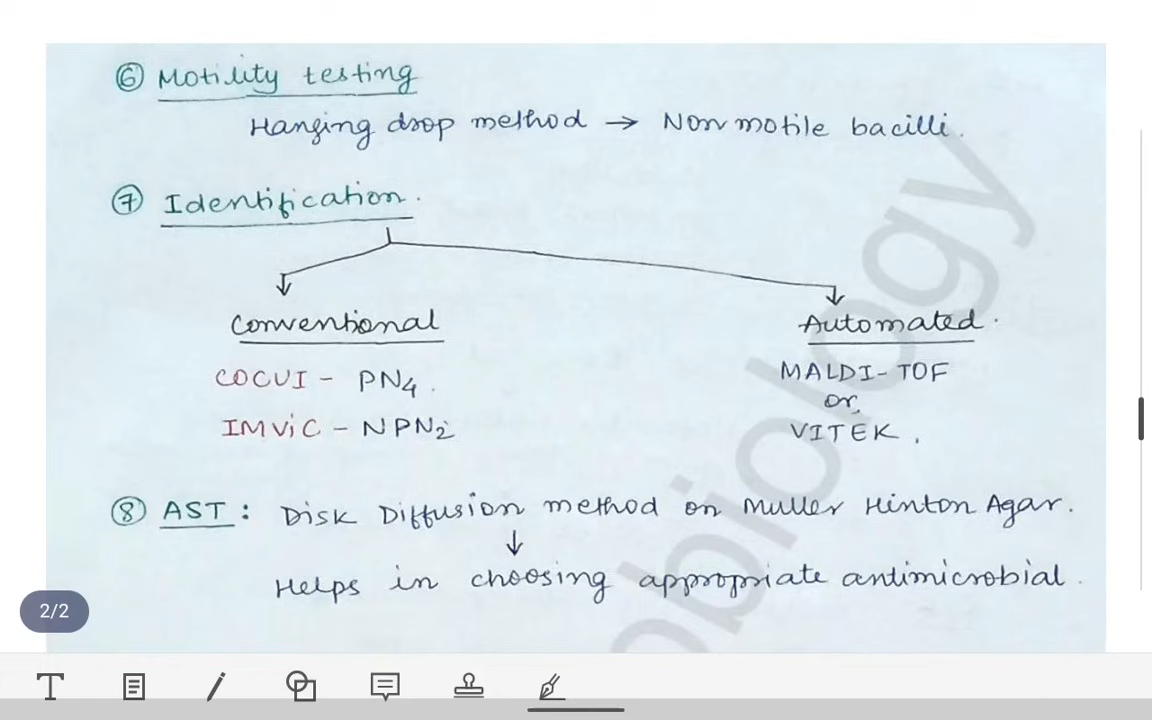 ⑥ Motility testing
Hanging drop method → Non motile bacilli.
⑦ Identification.
Conventional
Automated.
COCUI - PN4.
MALDI-TOF
or
IMViC - NPN2
VITEK.
⑧ AST: Disk Diffusion method on Muller Hinton Agar.
↓
Helps in choosing appropriate antimicrobial.
obiology
2/2
T